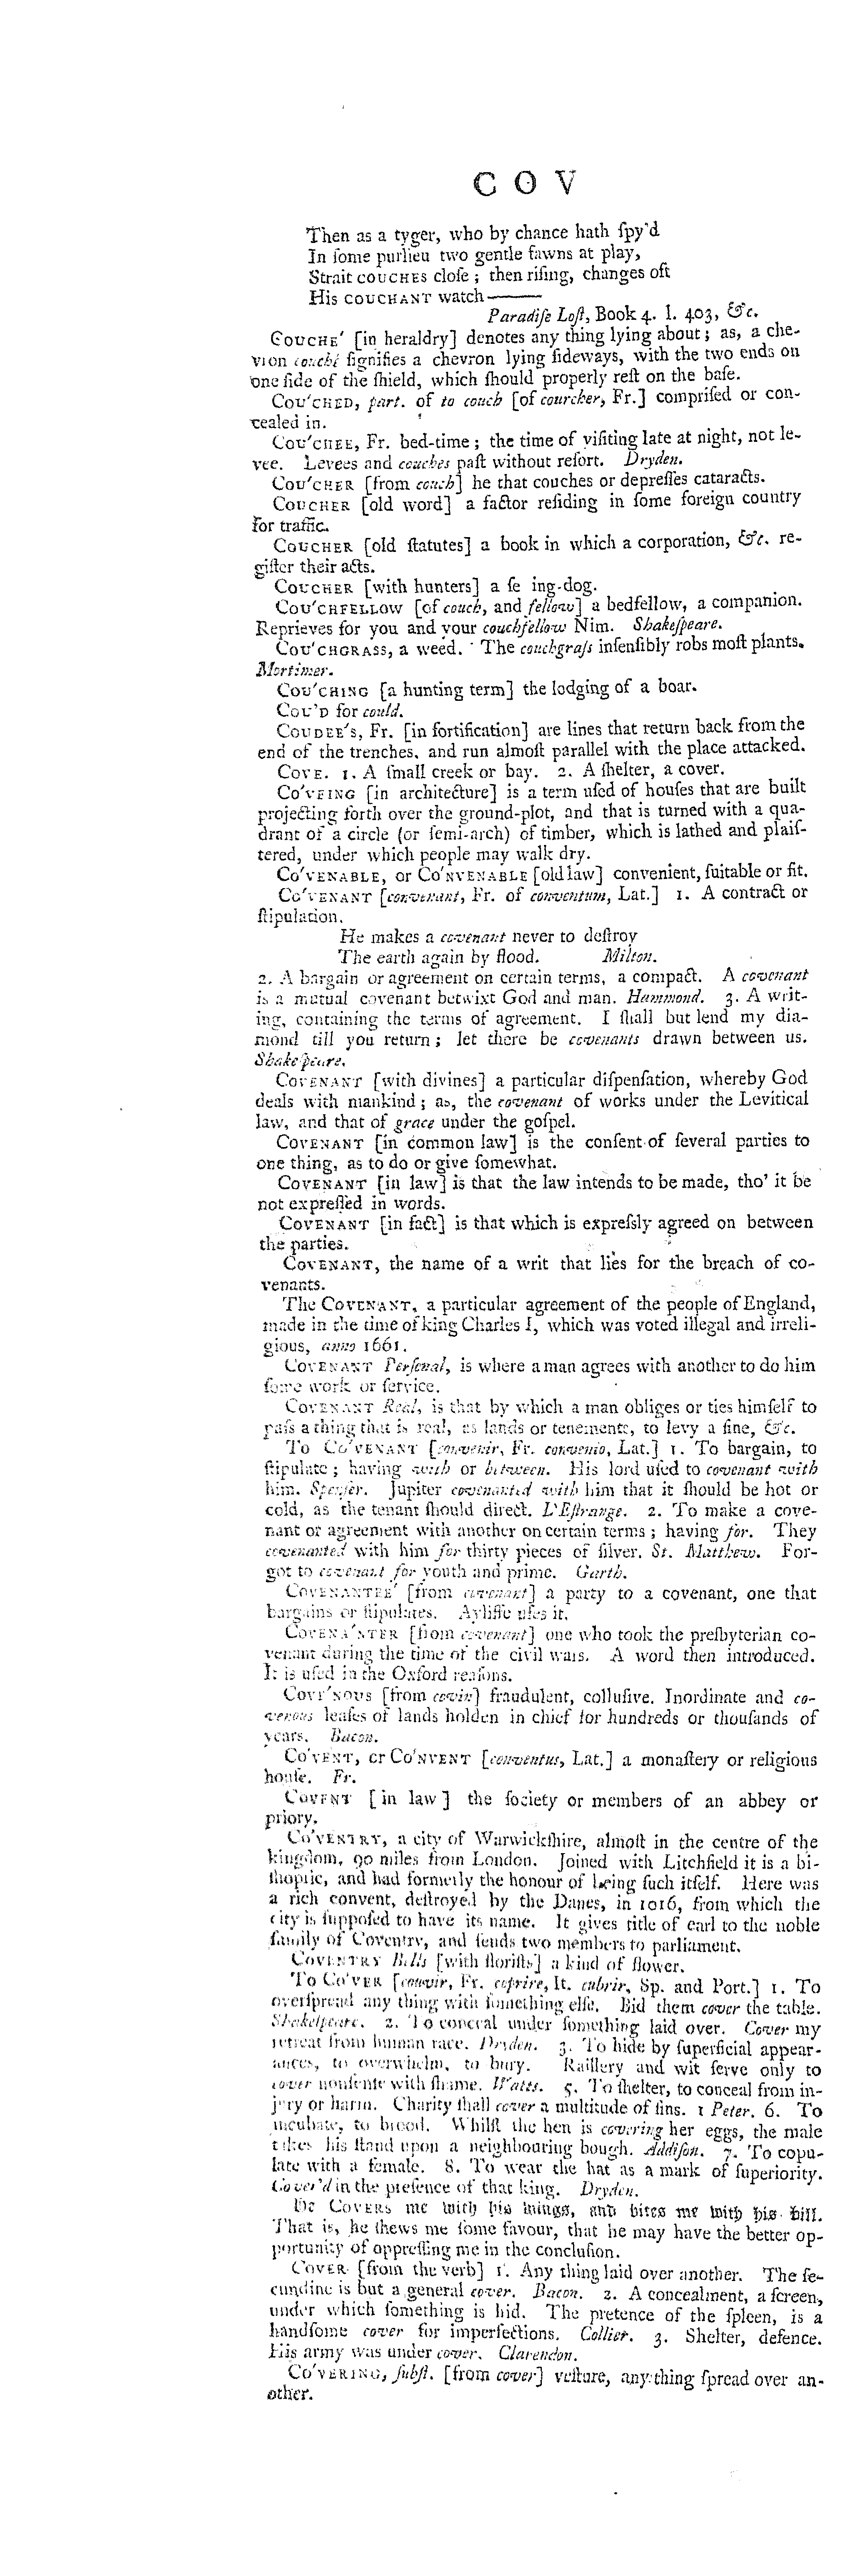 C O V
Then as a tyger, who by chance hath ſpy'd
In ſome purlieu two gentle fawns at play,
Strait COUCHES cloſe; then riſing, changes oft
His COUCHANT watch———
Paradiſe Loſt, Book 4. l. 403, &c.
COUCHE' [in heraldry] denotes any thing lying about; as, a che-
vron couché ſignifies a chevron lying ſideways, with the two ends on
one ſide of the ſhield, which ſhould properly reſt on the baſe.
COU'CHED, part. of to couch [of courcher, Fr.] compriſed or con-
cealed in.
COU'CHEE, Fr. bed-time; the time of viſiting late at night, not le-
vee. Levees and couches paſt without reſort. Dryden.
COU'CHER [from couch] he that couches or depreſſes cataracts.
COUCHER [old word] a factor reſiding in ſome foreign country
for traffic.
COUCHER [old ſtatutes] a book in which a corporation, &c. re-
giſter their acts.
COUCHER [with hunters] a ſe ing-dog.
COU'CHFELLOW [of couch, and fellow] a bedfellow, a companion.
Reprieves for you and your couchfellow Nim. Shakeſpeare.
COU'CHGRASS, a weed. The couchgraſs inſenſibly robs moſt plants.
Mortimer.
COU'CHING [a hunting term] the lodging of a boar.
COU'D for could.
COUDEE'S, Fr. [in fortification] are lines that return back from the
end of the trenches, and run almoſt parallel with the place attacked.
COVE. 1. A ſmall creek or bay. 2. A ſhelter, a cover.
CO'VEING [in architecture] is a term uſed of houſes that are built
projecting forth over the ground-plot, and that is turned with a qua-
drant of a circle (or ſemi-arch) of timber, which is lathed and plaiſ-
tered, under which people may walk dry.
CO'VENABLE, or CO'NVENABLE [old law] convenient, ſuitable or fit.
CO'VENANT [convenant, Fr. of conventum, Lat.] 1. A contract or
ſtipulation.
He makes a covenant never to deſtroy
The earth again by flood. Milton.
2. A bargain or agreement on certain terms, a compact. A covenant
is a mutual covenant betwixt God and man. Hammond. 3. A writ-
ing, containing the terms of agreement. I ſhall but lend my dia-
mond till you return; let there be covenants drawn between us.
Shakeſpeare.
COVENANT [with divines] a particular diſpenſation, whereby God
deals with mankind; as, the covenant of works under the Levitical
law, and that of grace under the goſpel.
COVENANT [in common law] is the conſent of ſeveral parties to
one thing, as to do or give ſomewhat.
COVENANT [in law] is that the law intends to be made, tho' it be
not expreſſed in words.
COVENANT [in fact] is that which is expreſsly agreed on between
the parties.
COVENANT, the name of a writ that lies for the breach of co-
venants.
The COVENANT, a particular agreement of the people of England,
made in the time of king Charles I, which was voted illegal and irreli-
gious, anno 1661.
COVENANT Perſonal, is where a man agrees with another to do him
ſome work or ſervice.
COVENANT Real, is that by which a man obliges or ties himſelf to
paſs a thing that is real, as lands or tenements, to levy a fine, &c.
To CO'VENANT [convenir, Fr. convenio, Lat.] 1. To bargain, to
ſtipulate; having with or between. His lord uſed to covenant with
him. Spenſer. Jupiter covenanted with him that it ſhould be hot or
cold, as the tenant ſhould direct. L'Eſtrange. 2. To make a cove-
nant or agreement with another on certain terms; having for. They
covenanted with him for thirty pieces of ſilver. St. Matthew. For-
got to covenant for youth and prime. Garth.
COVENANTEE' [from covenant] a party to a covenant, one that
bargains or ſtipulates. Ayliffe uſes it.
COVENA'NTER [from covenant] one who took the preſbyterian co-
venant during the time of the civil wars. A word then introduced.
It is uſed in the Oxford reaſons.
COVE'NOUS [from covin] fraudulent, colluſive. Inordinate and co-
venous leaſes of lands holden in chief for hundreds or thouſands of
years. Bacon.
CO'VENT, or CO'NVENT [conventus, Lat.] a monaſtery or religious
houſe. Fr.
COVENT [in law] the ſociety or members of an abbey or
priory.
CO'VENTRY, a city of Warwickſhire, almoſt in the centre of the
kingdom, 90 miles from London. Joined with Litchfield it is a bi-
ſhopric, and had formerly the honour of being ſuch itſelf. Here was
a rich convent, deſtroyed by the Danes, in 1016, from which the
city is ſuppoſed to have its name. It gives title of earl to the noble
family of Coventry, and ſends two members to parliament.
COVENTRY Bells [with floriſts] a kind of flower.
To CO'VER [couvrir, Fr. coprire, It. cubrir, Sp. and Port.] 1. To
overſpread any thing with ſomething elſe. Bid them cover the table.
Shakeſpeare. 2. To conceal under ſomething laid over. Cover my
retreat from human race. Dryden. 3. To hide by ſuperficial appear-
ances, to overwhelm, to bury. Raillery and wit ſerve only to
cover nonſenſe with ſhame. Watts. 5. To ſhelter, to conceal from in-
jury or harm. Charity ſhall cover a multitude of ſins. 1 Peter. 6. To
incubate, to brood. Whilſt the hen is covering her eggs, the male
takes his ſtand upon a neighbouring bough. Addiſon. 7. To copu-
late with a female. 8. To wear the hat as a mark of ſuperiority.
Cover'd in the preſence of that king. Dryden.
He COVERS me with his wings, and bites me with his bill.
That is, he ſhews me ſome favour, that he may have the better op-
portunity of oppreſſing me in the concluſion.
COVER [from the verb] 1. Any thing laid over another. The ſe-
cundine is but a general cover. Bacon. 2. A concealment, a ſcreen,
under which ſomething is hid. The pretence of the ſpleen, is a
handſome cover for imperfections. Collier. 3. Shelter, defence.
His army was under cover. Clarendon.
CO'VERING, ſubſt. [from cover] veſture, any thing ſpread over an-
other.